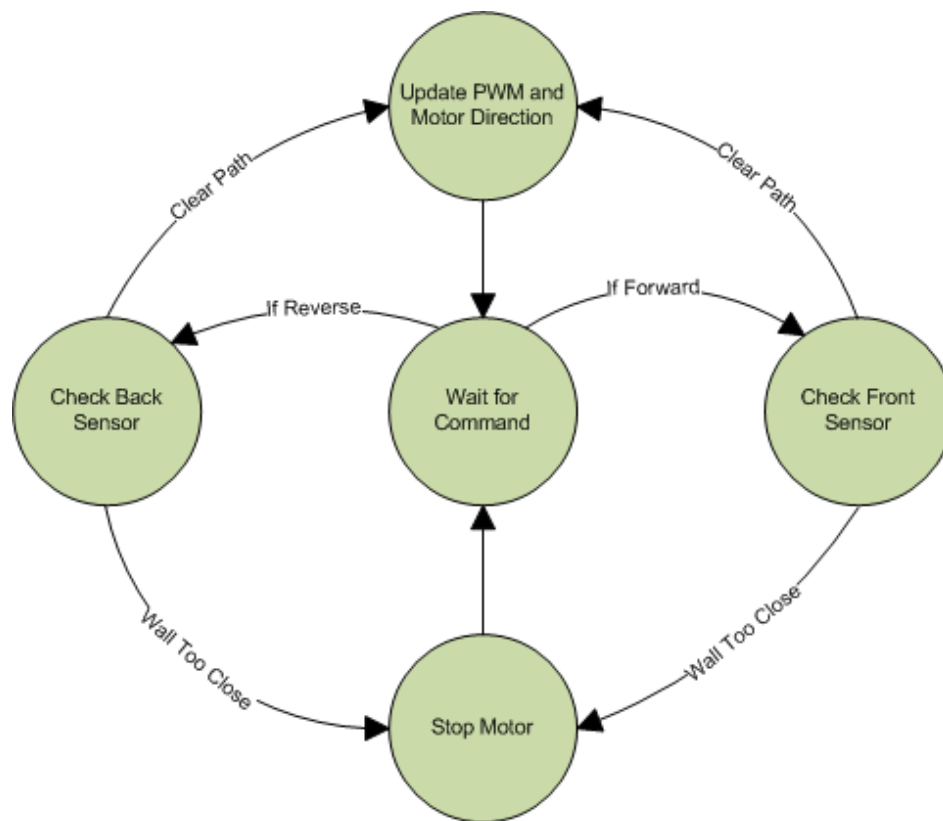 Update PWM and
Motor Direction
Clear Path
Clear Path
If Reverse
If Forward
Check Back
Sensor
Wait for
Command
Check Front
Sensor
Wall Too Close
Wall Too Close
Stop Motor